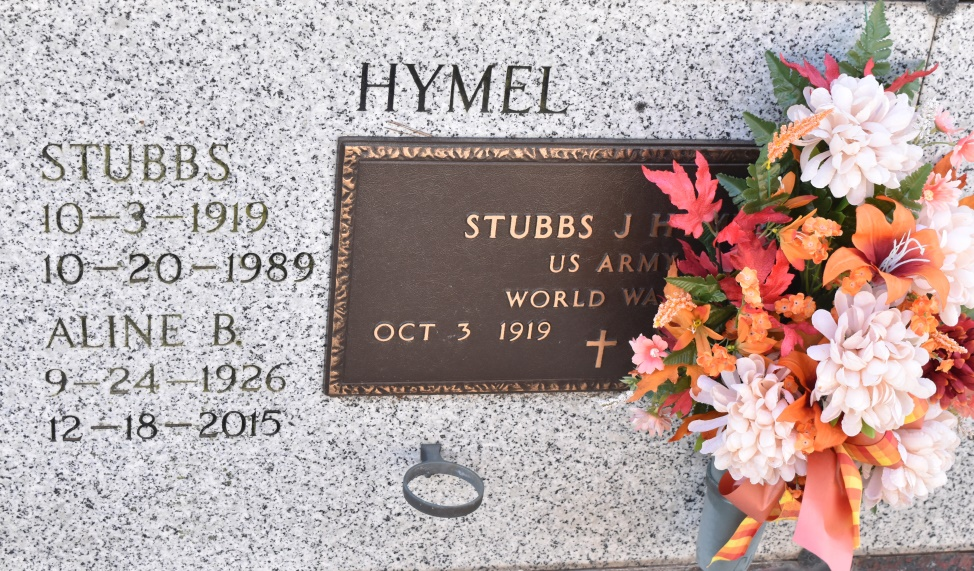 HYMEL
STUBBS
10-3-1919
10-20-1989
ALINE B.
9-24-1926
12-18-2015
STUBBS J
US ARMY
WORLD
OCT 3 1919